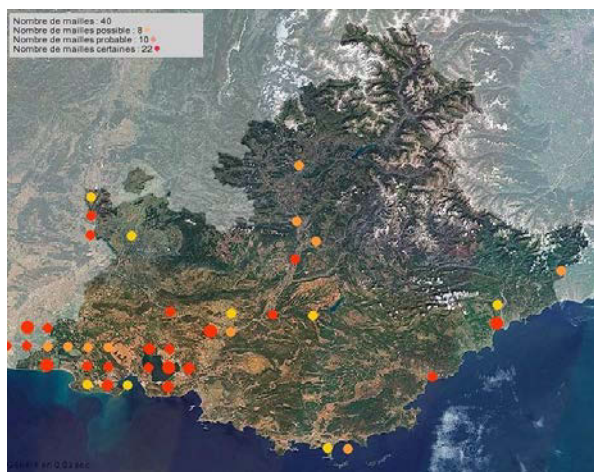 Nombre de mailles: 40
Nombre de mailles possible : 8
Nombre de mailles probable : 10
Nombre de mailles certaines : 22